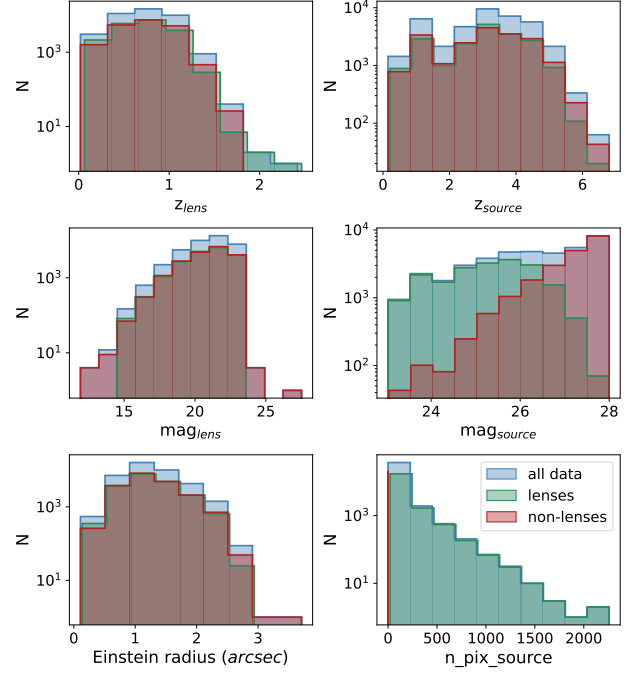 10³
10¹
N
0
1
2
z_lens
10⁴
10³
10²
N
0
2
4
6
z_source
10³
10¹
N
15
20
25
mag_lens
10⁴
10³
10²
N
24
26
28
mag_source
10³
10¹
N
0
1
2
3
Einstein radius (arcsec)
10³
10¹
N
0
500
1000
1500
2000
n_pix_source
all data
lenses
non-lenses